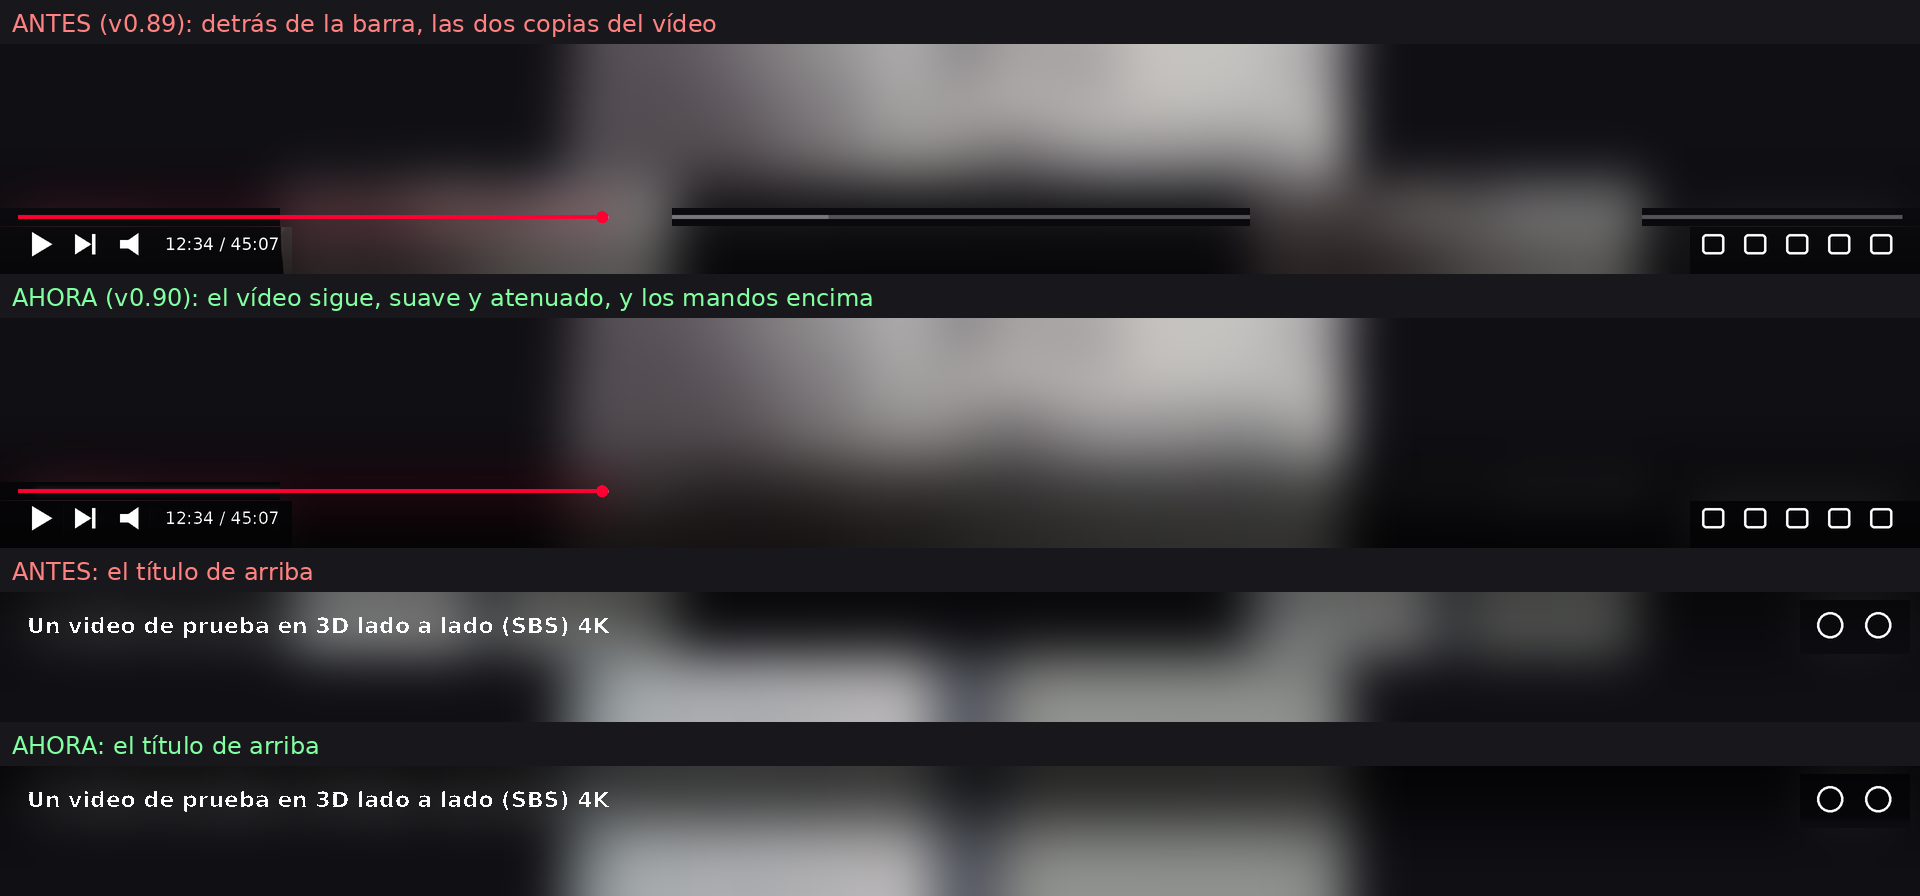 ANTES (v0.89): detrás de la barra, las dos copias del vídeo
12:34 / 45:07
AHORA (v0.90): el vídeo sigue, suave y atenuado, y los mandos encima
12:34 / 45:07
ANTES: el título de arriba
Un video de prueba en 3D lado a lado (SBS) 4K
AHORA: el título de arriba
Un video de prueba en 3D lado a lado (SBS) 4K